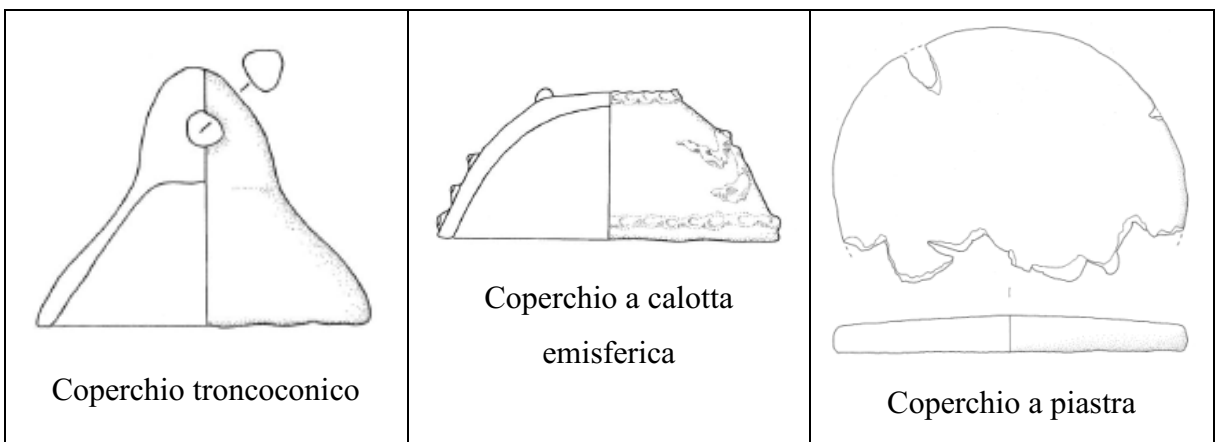 Coperchio troncoconico
Coperchio a calotta
emisferica
Coperchio a piastra